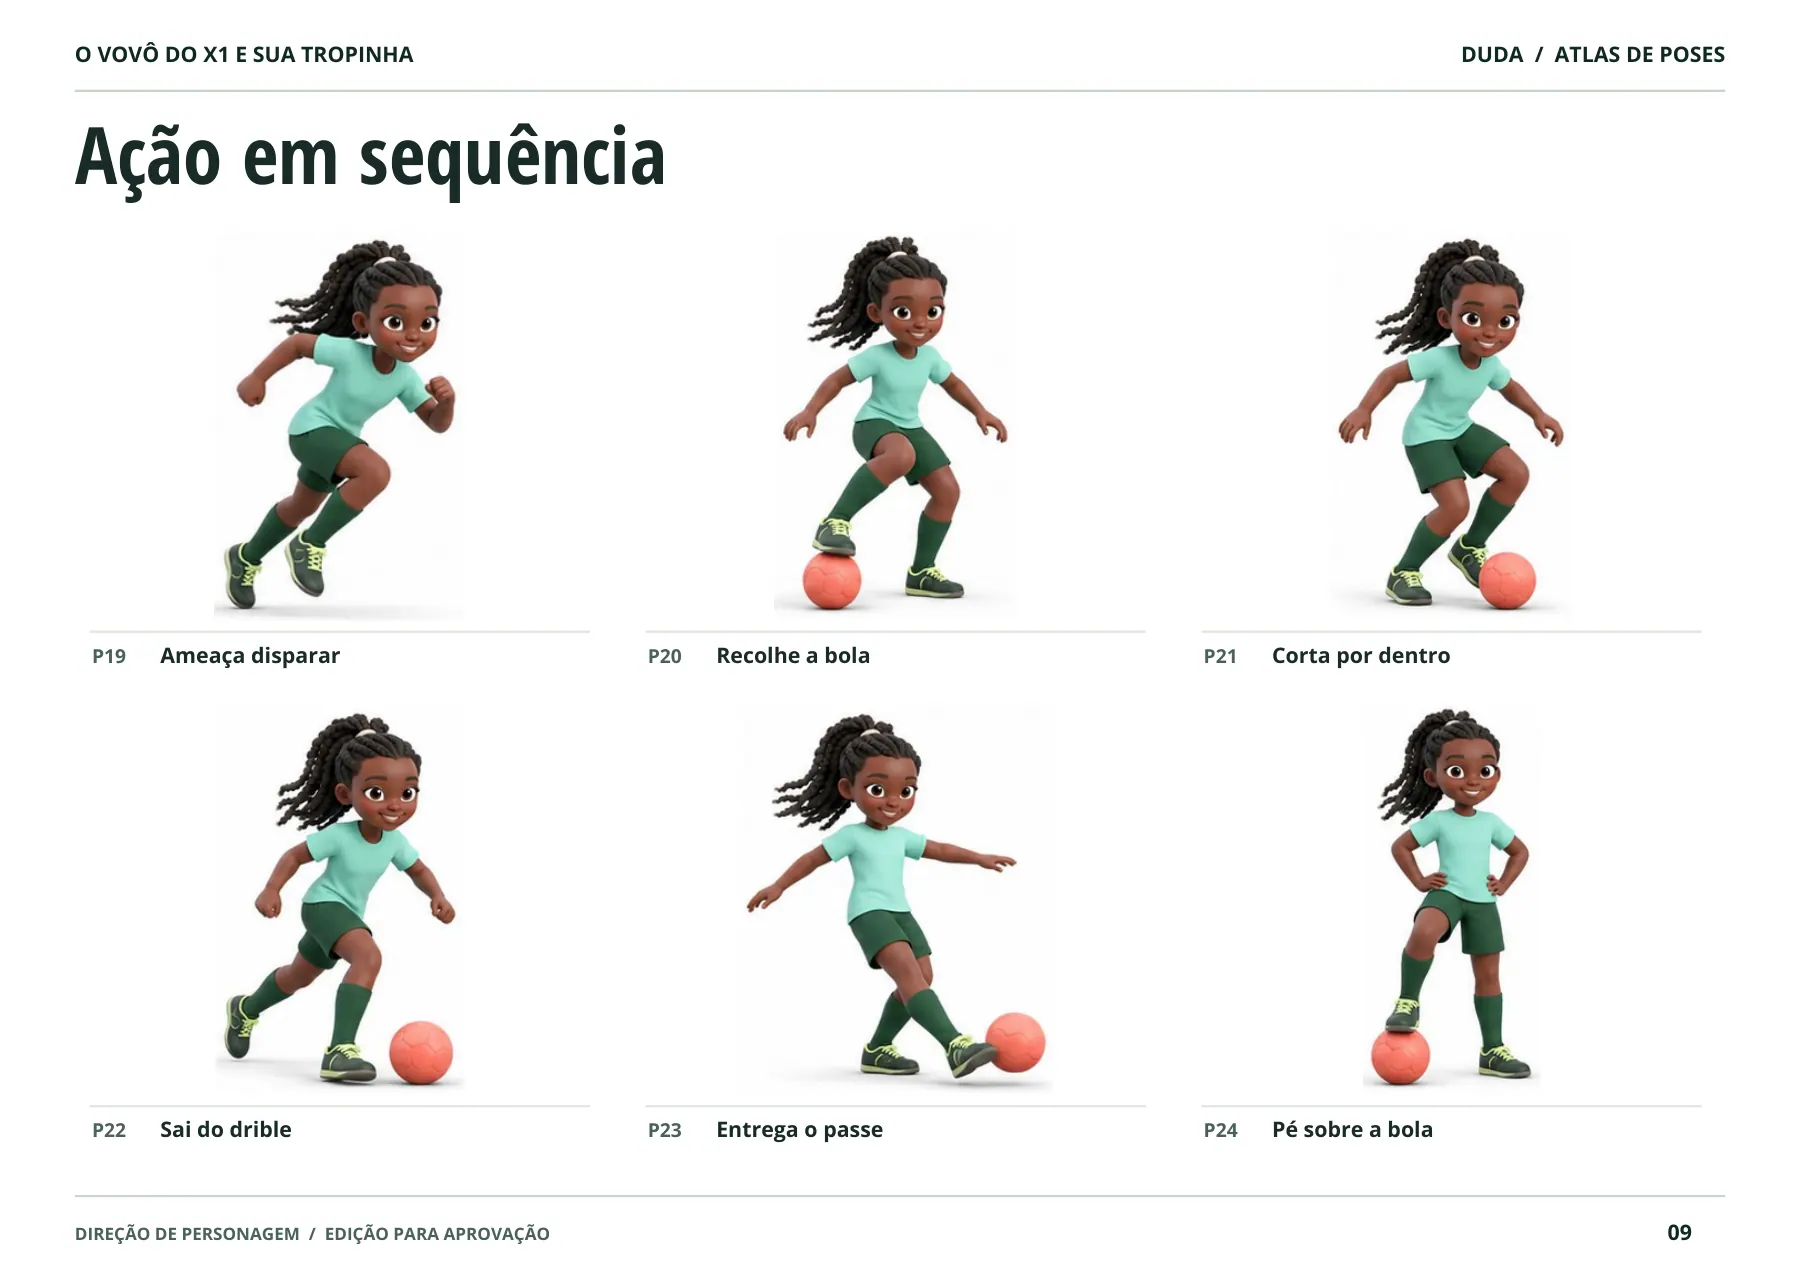 O VOVÔ DO X1 E SUA TROPINHA
DUDA / ATLAS DE POSES
Ação em sequência
P19 Ameaça disparar
P20 Recolhe a bola
P21 Corta por dentro
P22 Sai do drible
P23 Entrega o passe
P24 Pé sobre a bola
DIREÇÃO DE PERSONAGEM / EDIÇÃO PARA APROVAÇÃO
09